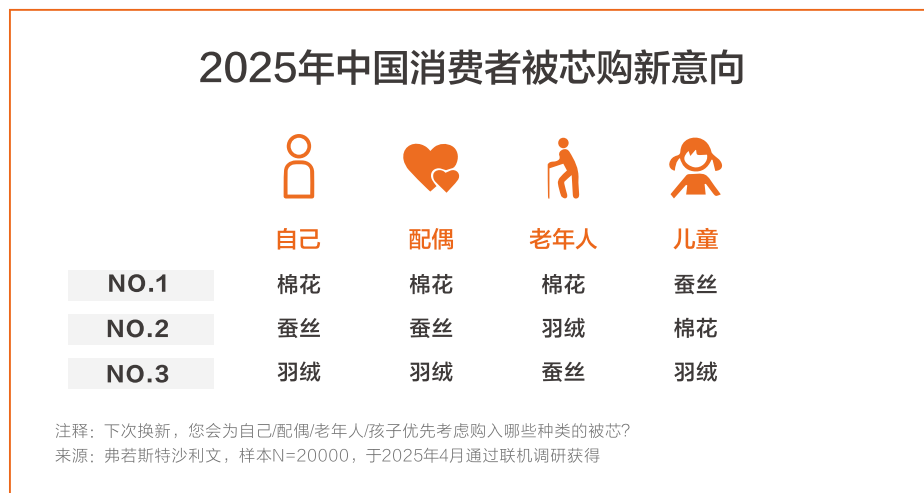 2025年中国消费者被芯购新意向
自己 配偶 老年人 儿童
NO.1 棉花 棉花 棉花 蚕丝
NO.2 蚕丝 蚕丝 羽绒 棉花
NO.3 羽绒 羽绒 蚕丝 羽绒
注释：下次换新，您会为自己/配偶/老年人/孩子优先考虑购入哪些种类的被芯?
来源：弗若斯特沙利文，样本N=20000，于2025年4月通过联机调研获得